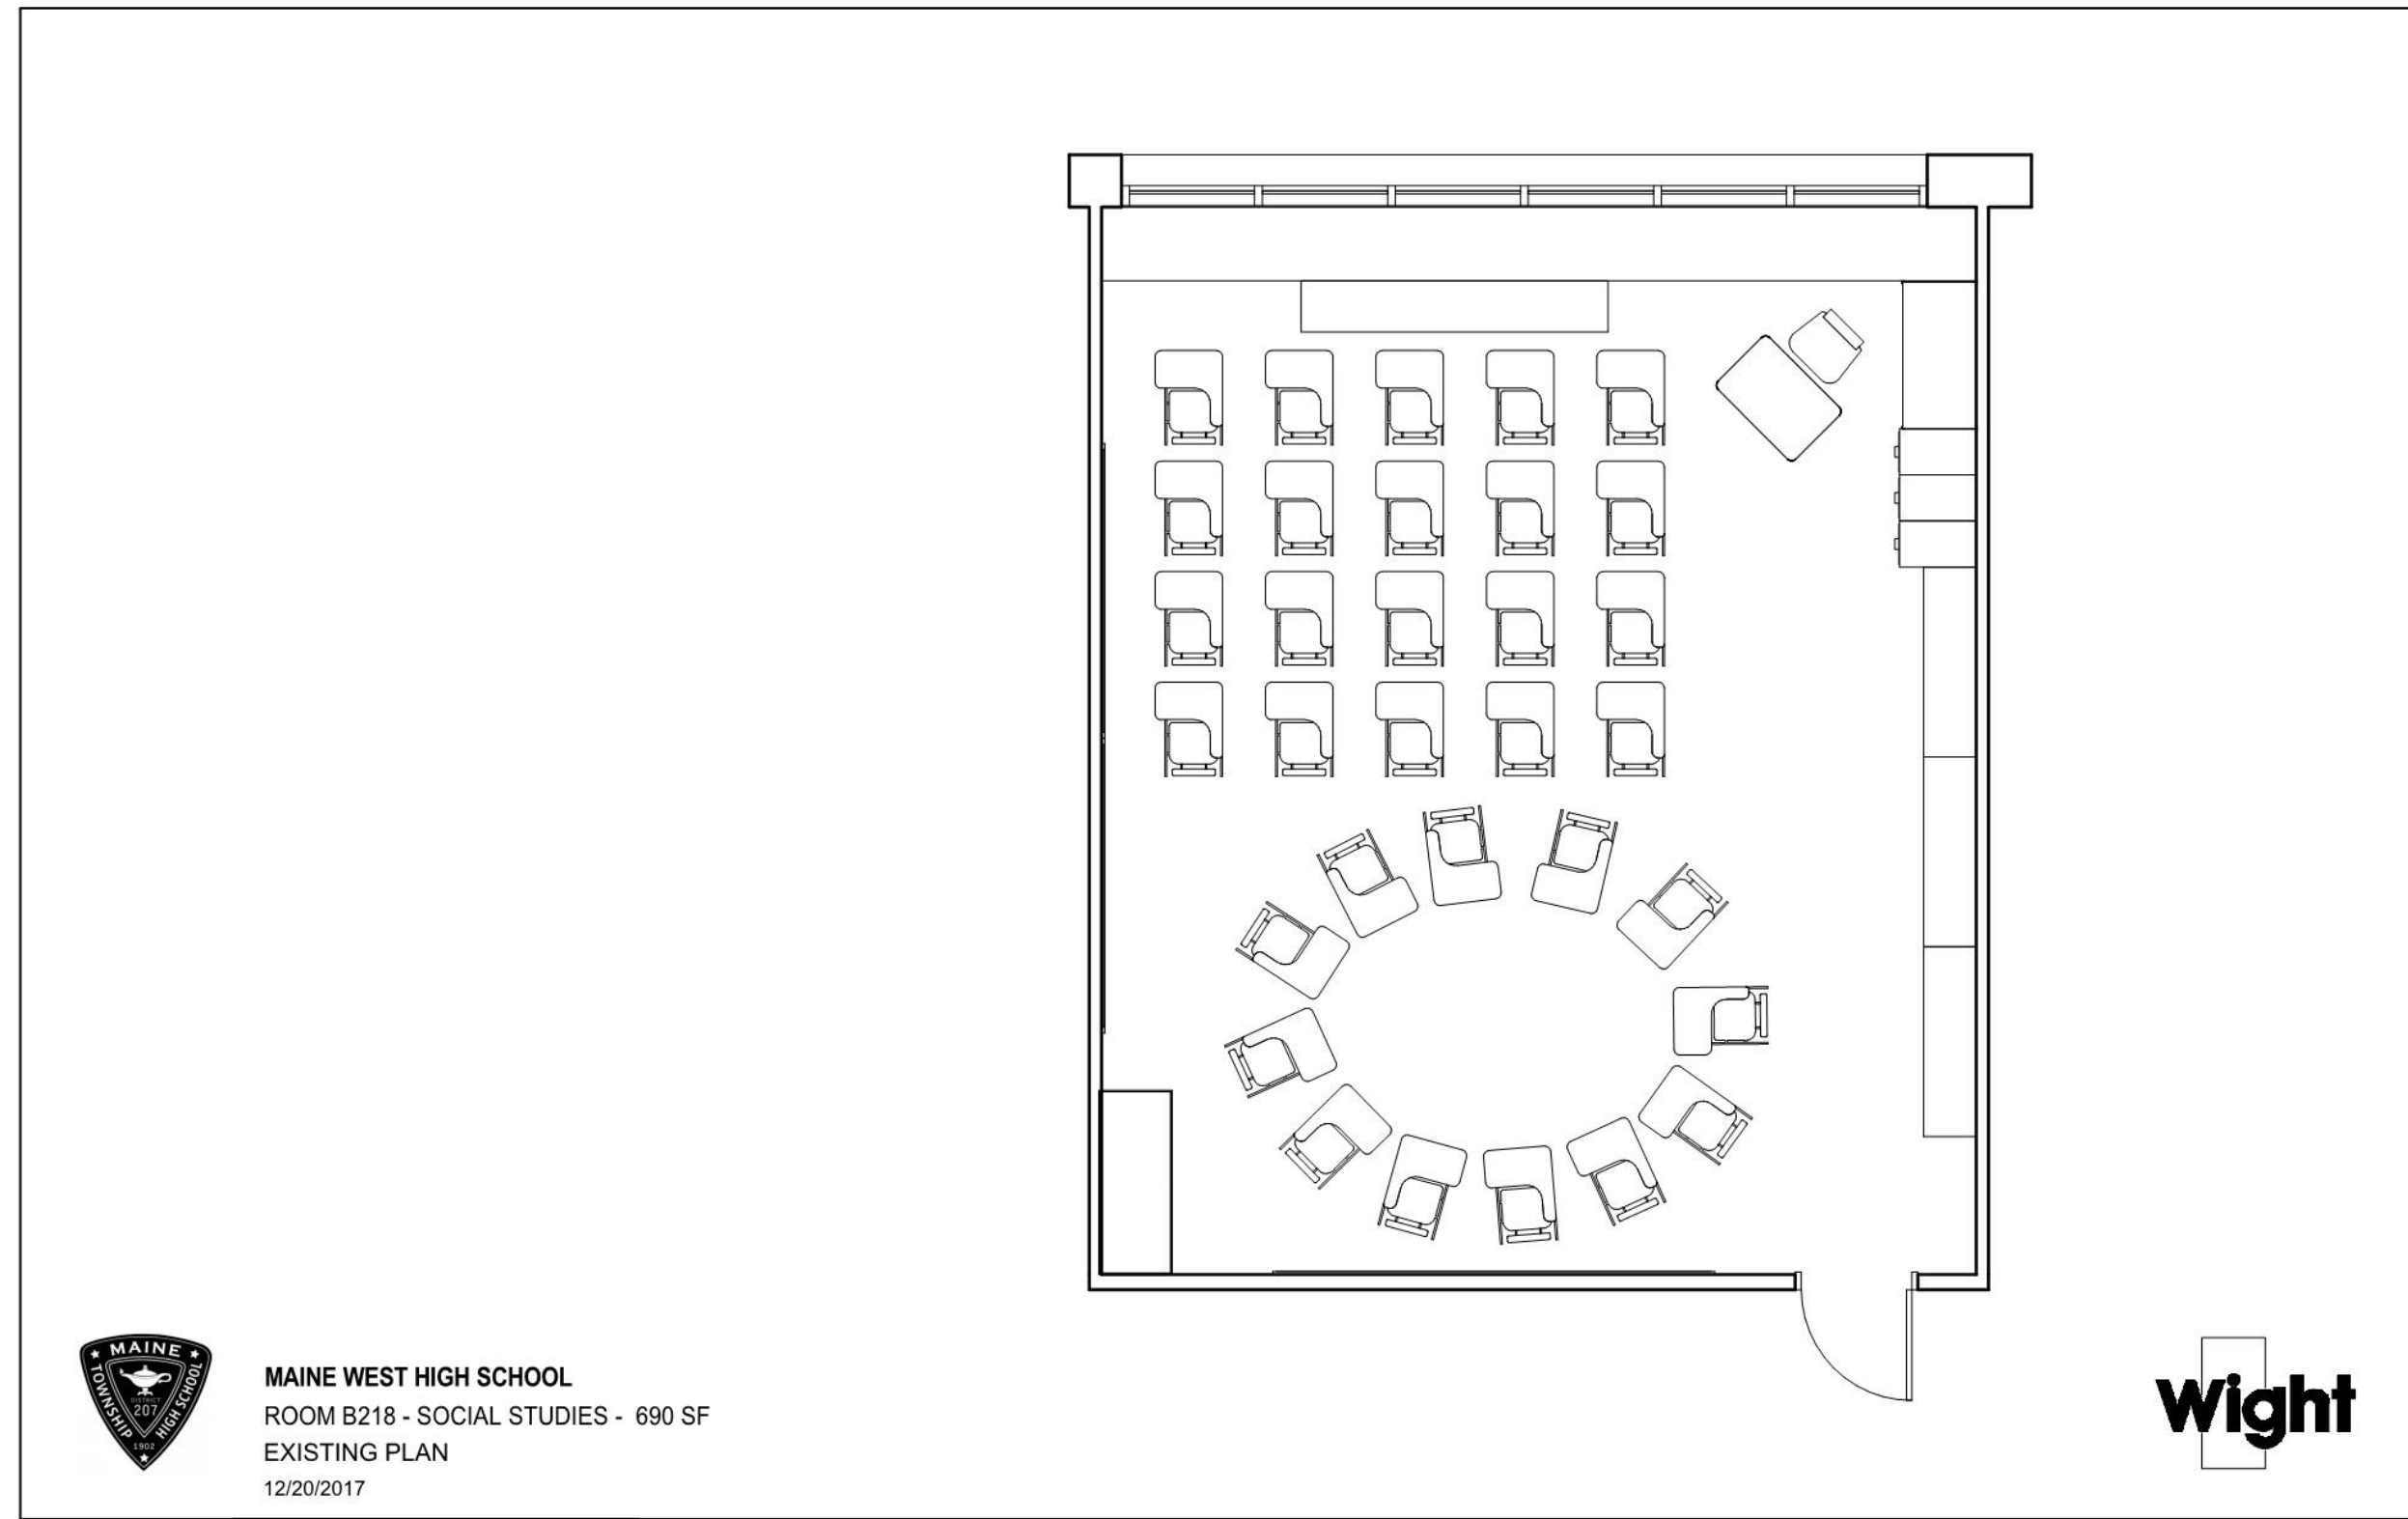 MAINE
TOWNSHIP
HIGH SCHOOL
DISTRICT
207
1902
MAINE WEST HIGH SCHOOL
ROOM B218 - SOCIAL STUDIES - 690 SF
EXISTING PLAN
12/20/2017
Wight